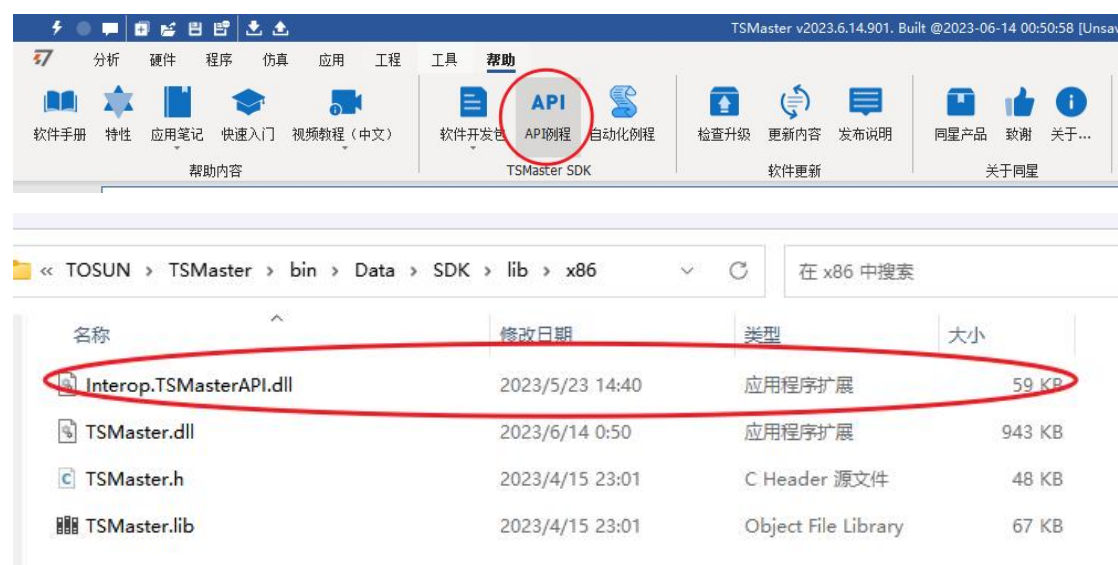 TSMaster v2023.6.14.901. Built @2023-06-14 00:50:58 [Unsav
分析 硬件 程序 仿真 应用 工程 工具 帮助
API
软件手册 特性 应用笔记 快速入门 视频教程（中文） 软件开发包 API例程 自动化例程 检查升级 更新内容 发布说明 同星产品 致谢 关于...
帮助内容 TSMaster SDK 软件更新 关于同星
« TOSUN › TSMaster › bin › Data › SDK › lib › x86 在 x86 中搜索
名称 修改日期 类型 大小
Interop.TSMasterAPI.dll 2023/5/23 14:40 应用程序扩展 59 KB
TSMaster.dll 2023/6/14 0:50 应用程序扩展 943 KB
TSMaster.h 2023/4/15 23:01 C Header 源文件 48 KB
TSMaster.lib 2023/4/15 23:01 Object File Library 67 KB